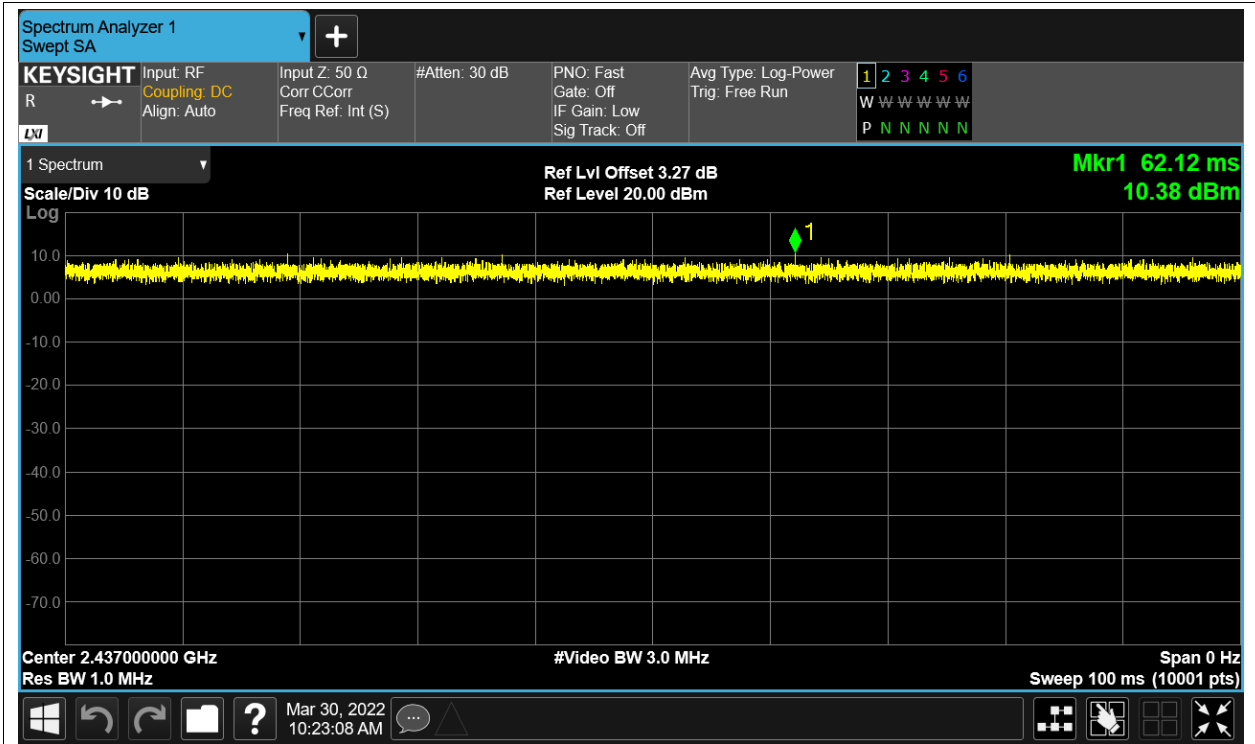 Spectrum Analyzer 1
Swept SA
KEYSIGHT
R
LXI
Input: RF
Coupling: DC
Align: Auto
Input Z: 50 Ω
Corr CCorr
Freq Ref: Int (S)
#Atten: 30 dB
PNO: Fast
Gate: Off
IF Gain: Low
Sig Track: Off
Avg Type: Log-Power
Trig: Free Run
1 2 3 4 5 6
W W W W W W
P N N N N N
1 Spectrum
Scale/Div 10 dB
Ref Lvl Offset 3.27 dB
Ref Level 20.00 dBm
Mkr1 62.12 ms
10.38 dBm
Log
1
10.0
0.00
-10.0
-20.0
-30.0
-40.0
-50.0
-60.0
-70.0
Center 2.437000000 GHz
Res BW 1.0 MHz
#Video BW 3.0 MHz
Span 0 Hz
Sweep 100 ms (10001 pts)
?
Mar 30, 2022
10:23:08 AM